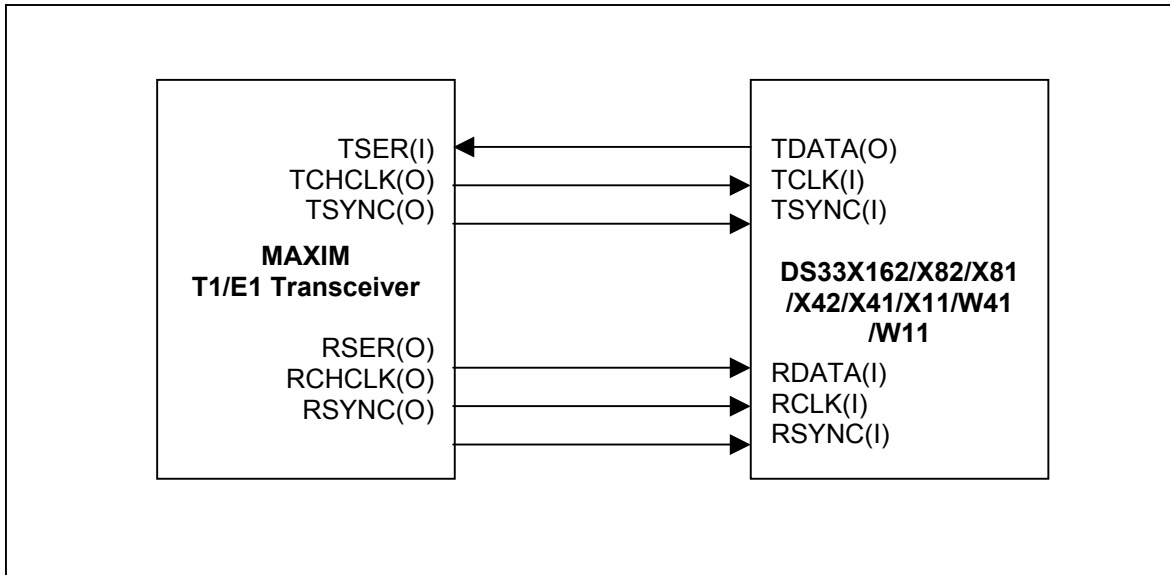 TSER(I)
TCHCLK(O)
TSYNC(O)
MAXIM
T1/E1 Transceiver
RSER(O)
RCHCLK(O)
RSYNC(O)
TDATA(O)
TCLK(I)
TSYNC(I)
DS33X162/X82/X81
/X42/X41/X11/W41
/W11
RDATA(I)
RCLK(I)
RSYNC(I)